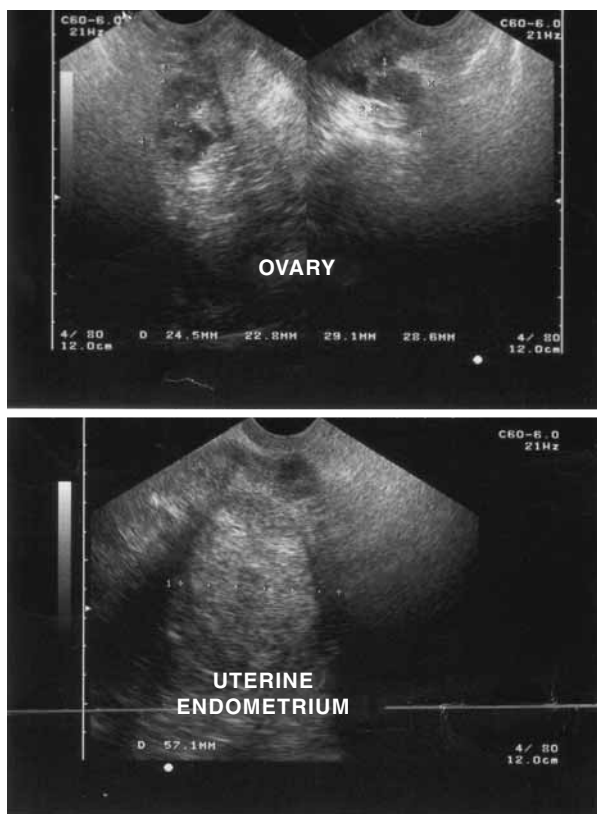 C60-6.0
21Hz
C60-6.0
21Hz
OVARY
4/ 80 D 24.5MM 22.8MM 29.1MM 28.6MM 4/ 80
12.0cm 12.0cm
C60-6.0
21Hz
1
UTERINE
ENDOMETRIUM
D 57.1MM 4/ 80
12.0cm